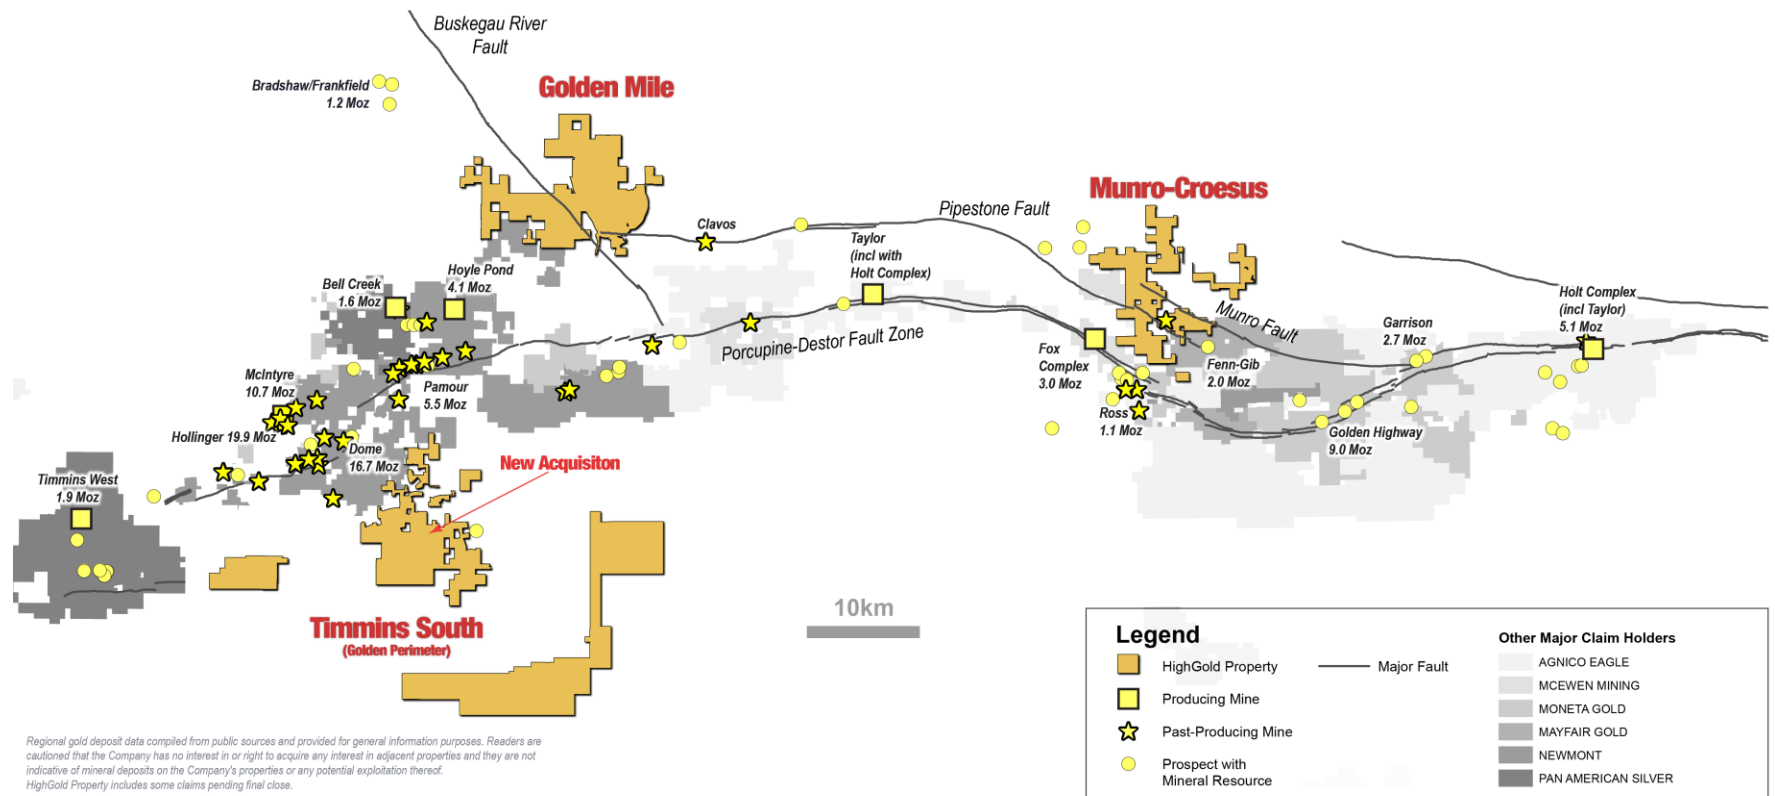 Buskegau River
Fault
Bradshaw/Frankfield
1.2 Moz
Golden Mile
Munro-Croesus
Pipestone Fault
Clavos
Taylor
(incl with
Holt Complex)
Hoyle Pond
4.1 Moz
Bell Creek
1.6 Moz
Holt Complex
(incl Taylor)
5.1 Moz
Munro Fault
Garrison
2.7 Moz
Porcupine-Destor Fault Zone
Fox
Complex
3.0 Moz
Fenn-Gib
2.0 Moz
McIntyre
10.7 Moz
Pamour
5.5 Moz
Ross
1.1 Moz
Hollinger 19.9 Moz
Golden Highway
9.0 Moz
Dome
16.7 Moz
New Acquisiton
Timmins West
1.9 Moz
10km
Timmins South
(Golden Perimeter)
Legend
HighGold Property
Producing Mine
Past-Producing Mine
Prospect with
Mineral Resource
Major Fault
Other Major Claim Holders
AGNICO EAGLE
MCEWEN MINING
MONETA GOLD
MAYFAIR GOLD
NEWMONT
PAN AMERICAN SILVER
Regional gold deposit data compiled from public sources and provided for general information purposes. Readers are
cautioned that the Company has no interest in or right to acquire any interest in adjacent properties and they are not
indicative of mineral deposits on the Company's properties or any potential exploitation thereof.
HighGold Property includes some claims pending final close.